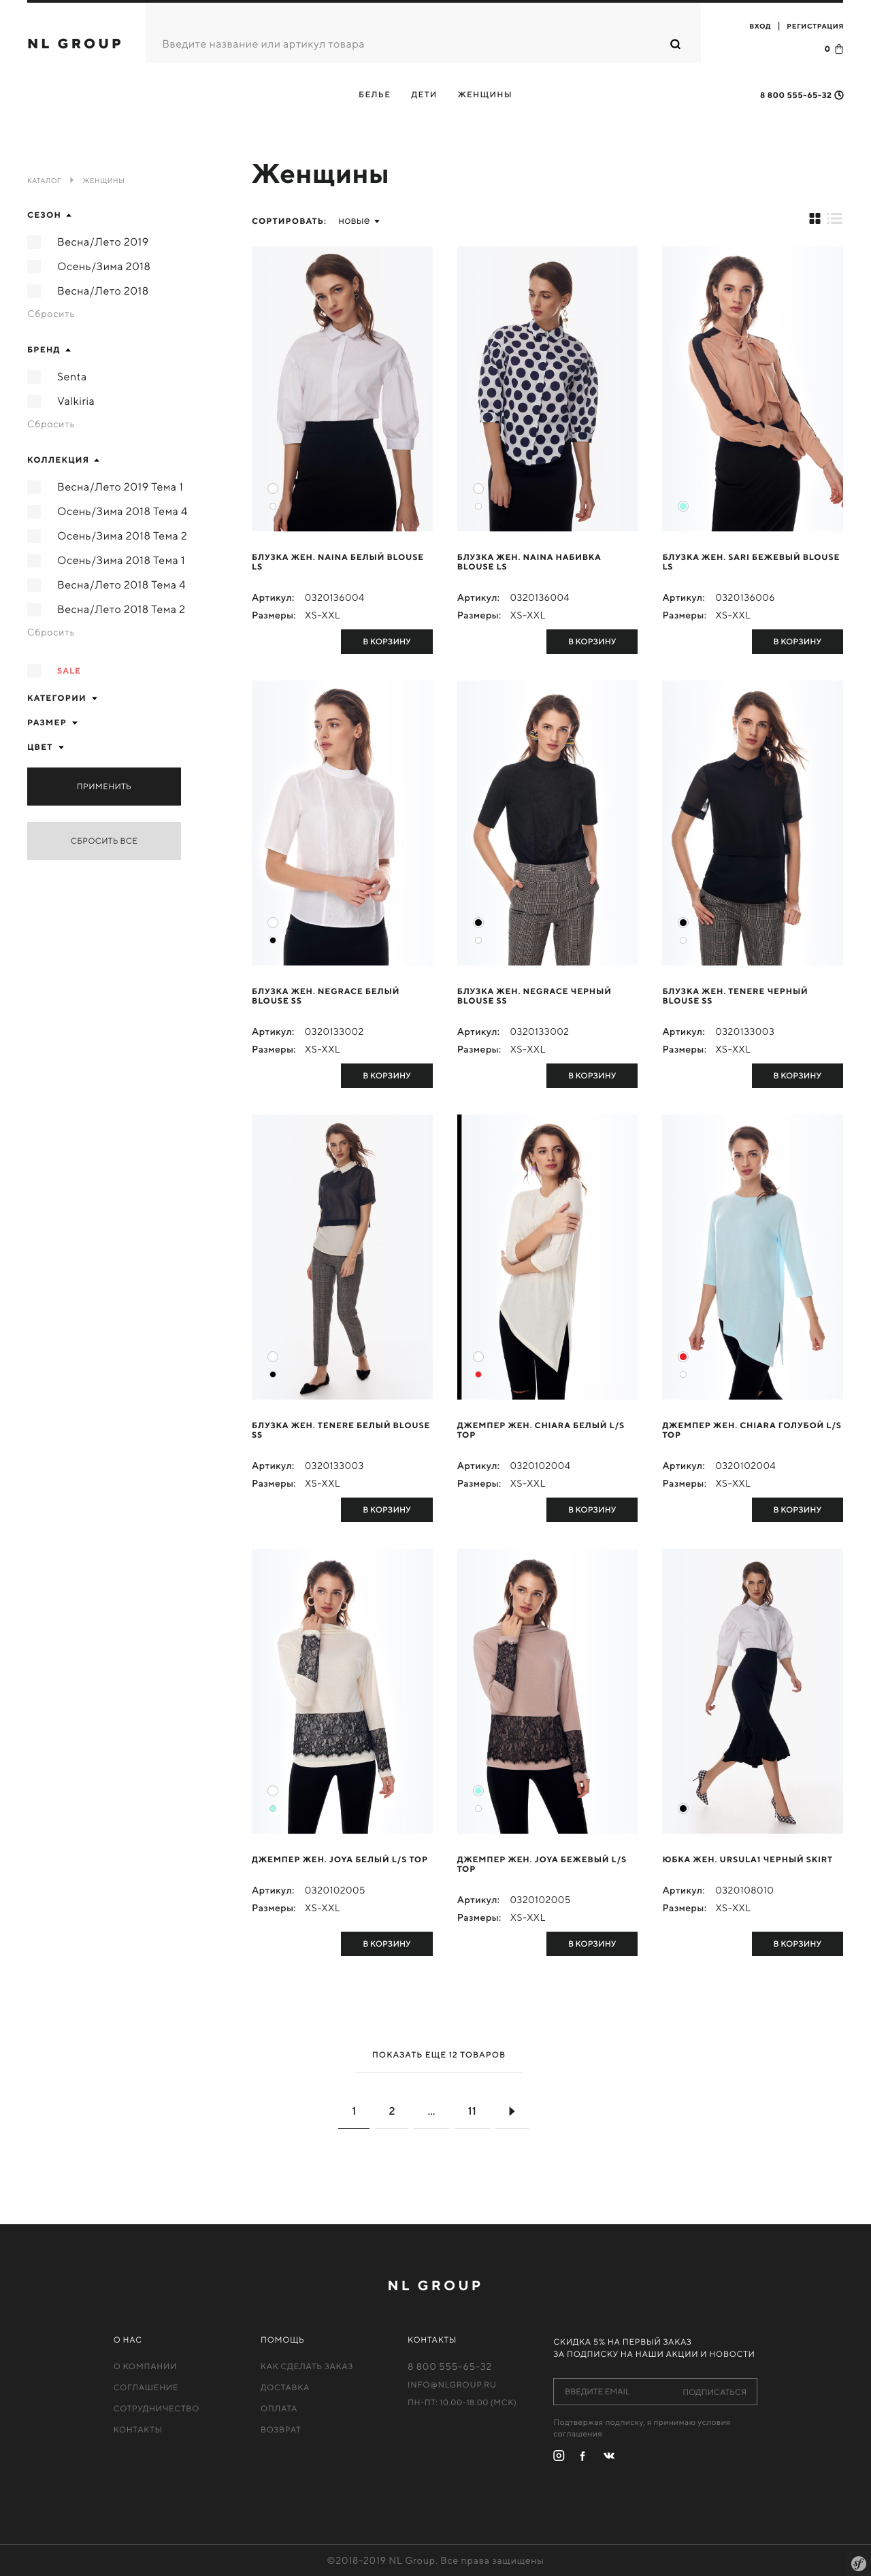 ВХОД | РЕГИСТРАЦИЯ
NL GROUP
Введите название или артикул товара
0
БЕЛЬЕ ДЕТИ ЖЕНЩИНЫ
8 800 555-65-32
КАТАЛОГ ЖЕНЩИНЫ
СЕЗОН
Весна/Лето 2019
Осень/Зима 2018
Весна/Лето 2018
Сбросить
БРЕНД
Senta
Valkiria
Сбросить
КОЛЛЕКЦИЯ
Весна/Лето 2019 Тема 1
Осень/Зима 2018 Тема 4
Осень/Зима 2018 Тема 2
Осень/Зима 2018 Тема 1
Весна/Лето 2018 Тема 4
Весна/Лето 2018 Тема 2
Сбросить
SALE
КАТЕГОРИИ
РАЗМЕР
ЦВЕТ
ПРИМЕНИТЬ
СБРОСИТЬ ВСЕ
Женщины
СОРТИРОВАТЬ: новые
БЛУЗКА ЖЕН. NAINA БЕЛЫЙ BLOUSE
LS
Артикул: 0320136004
Размеры: XS-XXL
В КОРЗИНУ
БЛУЗКА ЖЕН. NAINA НАБИВКА
BLOUSE LS
Артикул: 0320136004
Размеры: XS-XXL
В КОРЗИНУ
БЛУЗКА ЖЕН. SARI БЕЖЕВЫЙ BLOUSE
LS
Артикул: 0320136006
Размеры: XS-XXL
В КОРЗИНУ
БЛУЗКА ЖЕН. NEGRACE БЕЛЫЙ
BLOUSE SS
Артикул: 0320133002
Размеры: XS-XXL
В КОРЗИНУ
БЛУЗКА ЖЕН. NEGRACE ЧЕРНЫЙ
BLOUSE SS
Артикул: 0320133002
Размеры: XS-XXL
В КОРЗИНУ
БЛУЗКА ЖЕН. TENERE ЧЕРНЫЙ
BLOUSE SS
Артикул: 0320133003
Размеры: XS-XXL
В КОРЗИНУ
БЛУЗКА ЖЕН. TENERE БЕЛЫЙ BLOUSE
SS
Артикул: 0320133003
Размеры: XS-XXL
В КОРЗИНУ
ДЖЕМПЕР ЖЕН. CHIARA БЕЛЫЙ L/S
TOP
Артикул: 0320102004
Размеры: XS-XXL
В КОРЗИНУ
ДЖЕМПЕР ЖЕН. CHIARA ГОЛУБОЙ L/S
TOP
Артикул: 0320102004
Размеры: XS-XXL
В КОРЗИНУ
ДЖЕМПЕР ЖЕН. JOYA БЕЛЫЙ L/S TOP
Артикул: 0320102005
Размеры: XS-XXL
В КОРЗИНУ
ДЖЕМПЕР ЖЕН. JOYA БЕЖЕВЫЙ L/S
TOP
Артикул: 0320102005
Размеры: XS-XXL
В КОРЗИНУ
ЮБКА ЖЕН. URSULA1 ЧЕРНЫЙ SKIRT
Артикул: 0320108010
Размеры: XS-XXL
В КОРЗИНУ
ПОКАЗАТЬ ЕЩЕ 12 ТОВАРОВ
1 2 ... 11
NL GROUP
О НАС
О КОМПАНИИ
СОГЛАШЕНИЕ
СОТРУДНИЧЕСТВО
КОНТАКТЫ
ПОМОЩЬ
КАК СДЕЛАТЬ ЗАКАЗ
ДОСТАВКА
ОПЛАТА
ВОЗВРАТ
КОНТАКТЫ
8 800 555-65-32
INFO@NLGROUP.RU
ПН-ПТ: 10.00-18.00 (МСК)
СКИДКА 5% НА ПЕРВЫЙ ЗАКАЗ
ЗА ПОДПИСКУ НА НАШИ АКЦИИ И НОВОСТИ
ВВЕДИТЕ EMAIL ПОДПИСАТЬСЯ
Подтвержая подписку, я принимаю условия
соглашения
©2018-2019 NL Group. Все права защищены
sf